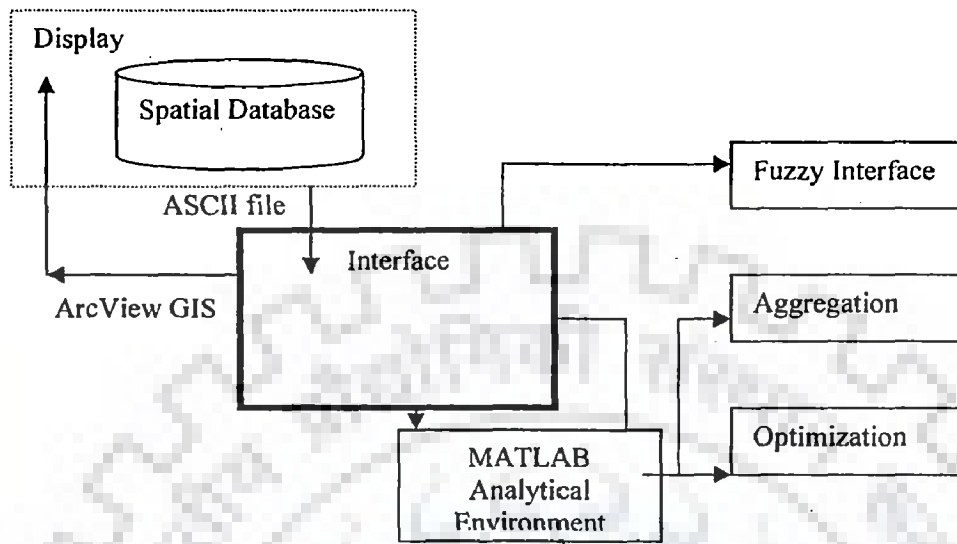 Display
Spatial Database
ASCII file
Fuzzy Interface
Interface
ArcView GIS
Aggregation
Optimization
MATLAB
Analytical
Environment